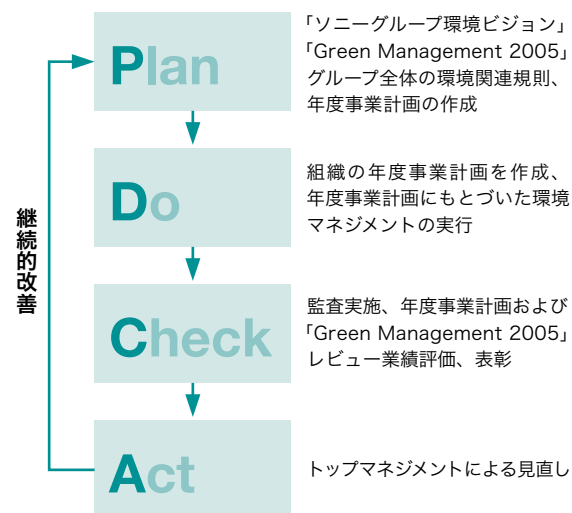 Plan
「ソニーグループ環境ビジョン」
「Green Management 2005」
グループ全体の環境関連規則、
年度事業計画の作成
Do
組織の年度事業計画を作成、
年度事業計画にもとづいた環境
マネジメントの実行
継続的改善
Check
監査実施、年度事業計画および
「Green Management 2005」
レビュー業績評価、表彰
Act
トップマネジメントによる見直し